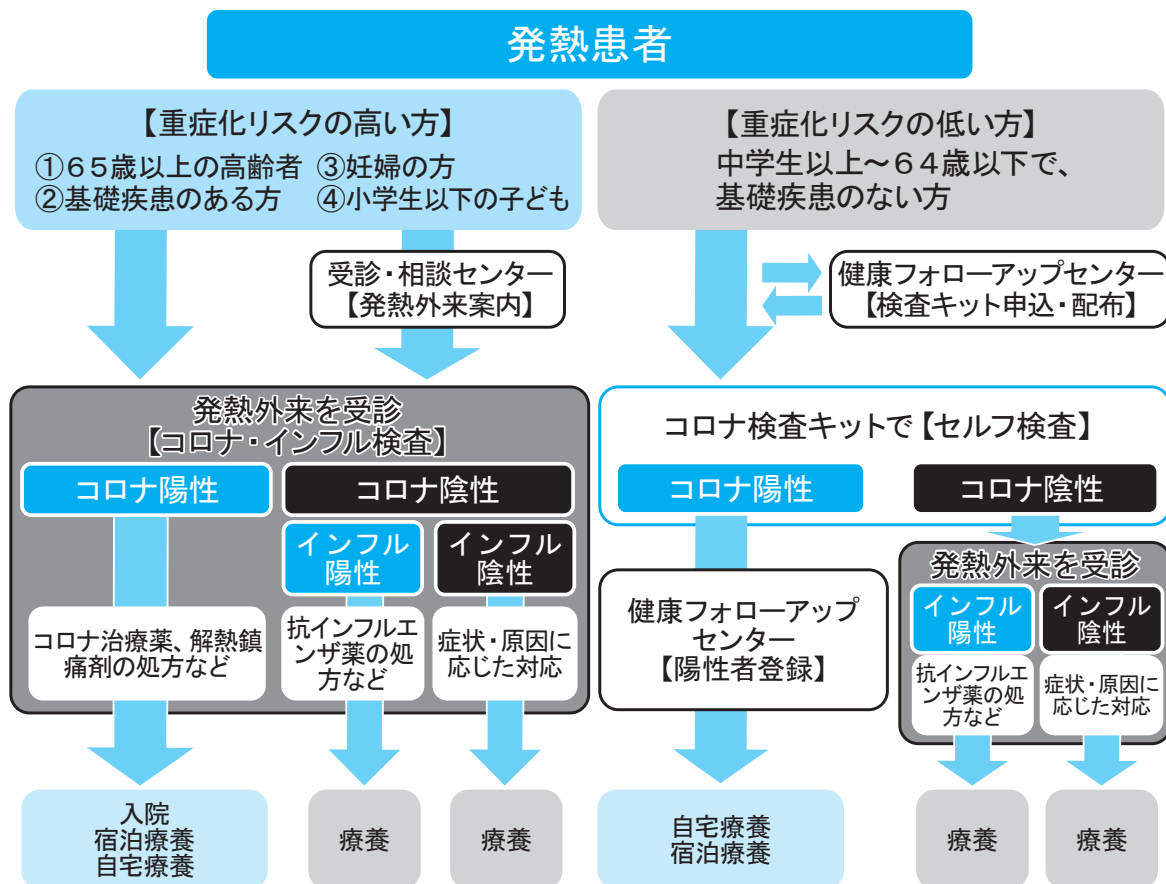 発熱患者
【重症化リスクの高い方】
①65歳以上の高齢者 ③妊婦の方
②基礎疾患のある方 ④小学生以下の子ども
受診・相談センター
【発熱外来案内】
発熱外来を受診
【コロナ・インフル検査】
コロナ陽性
コロナ陰性
インフル
陽性
インフル
陰性
コロナ治療薬、解熱鎮
痛剤の処方など
抗インフルエ
ンザ薬の処
方など
症状・原因に
応じた対応
入院
宿泊療養
自宅療養
療養
療養
【重症化リスクの低い方】
中学生以上〜64歳以下で、
基礎疾患のない方
健康フォローアップセンター
【検査キット申込・配布】
コロナ検査キットで【セルフ検査】
コロナ陽性
コロナ陰性
健康フォローアップ
センター
【陽性者登録】
発熱外来を受診
インフル
陽性
インフル
陰性
抗インフルエ
ンザ薬の処
方など
症状・原因に
応じた対応
自宅療養
宿泊療養
療養
療養